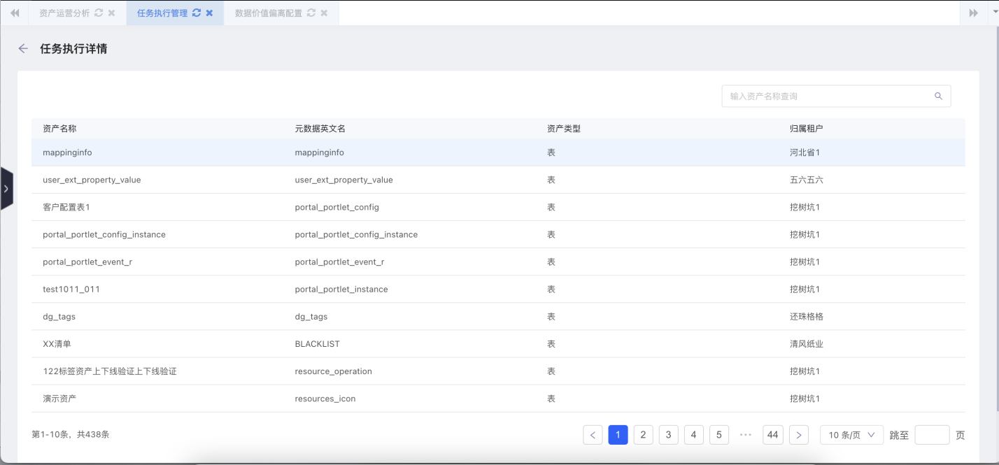 资产运营分析 任务执行管理 数据价值偏离配置
任务执行详情
输入资产名称查询
资产名称 元数据英文名 资产类型 归属租户
mappinginfo mappinginfo 表 河北省1
user_ext_property_value user_ext_property_value 表 五六五六
客户配置表1 portal_portlet_config 表 挖树坑1
portal_portlet_config_instance portal_portlet_config_instance 表 挖树坑1
portal_portlet_event_r portal_portlet_event_r 表 挖树坑1
test1011_011 portal_portlet_instance 表 挖树坑1
dg_tags dg_tags 表 还珠格格
XX清单 BLACKLIST 表 清风纸业
122标签资产上下线验证上下线验证 resource_operation 表 挖树坑1
演示资产 resources_icon 表 挖树坑1
第1-10条，共438条 < 1 2 3 4 5 ••• 44 > 10 条/页 跳至 页